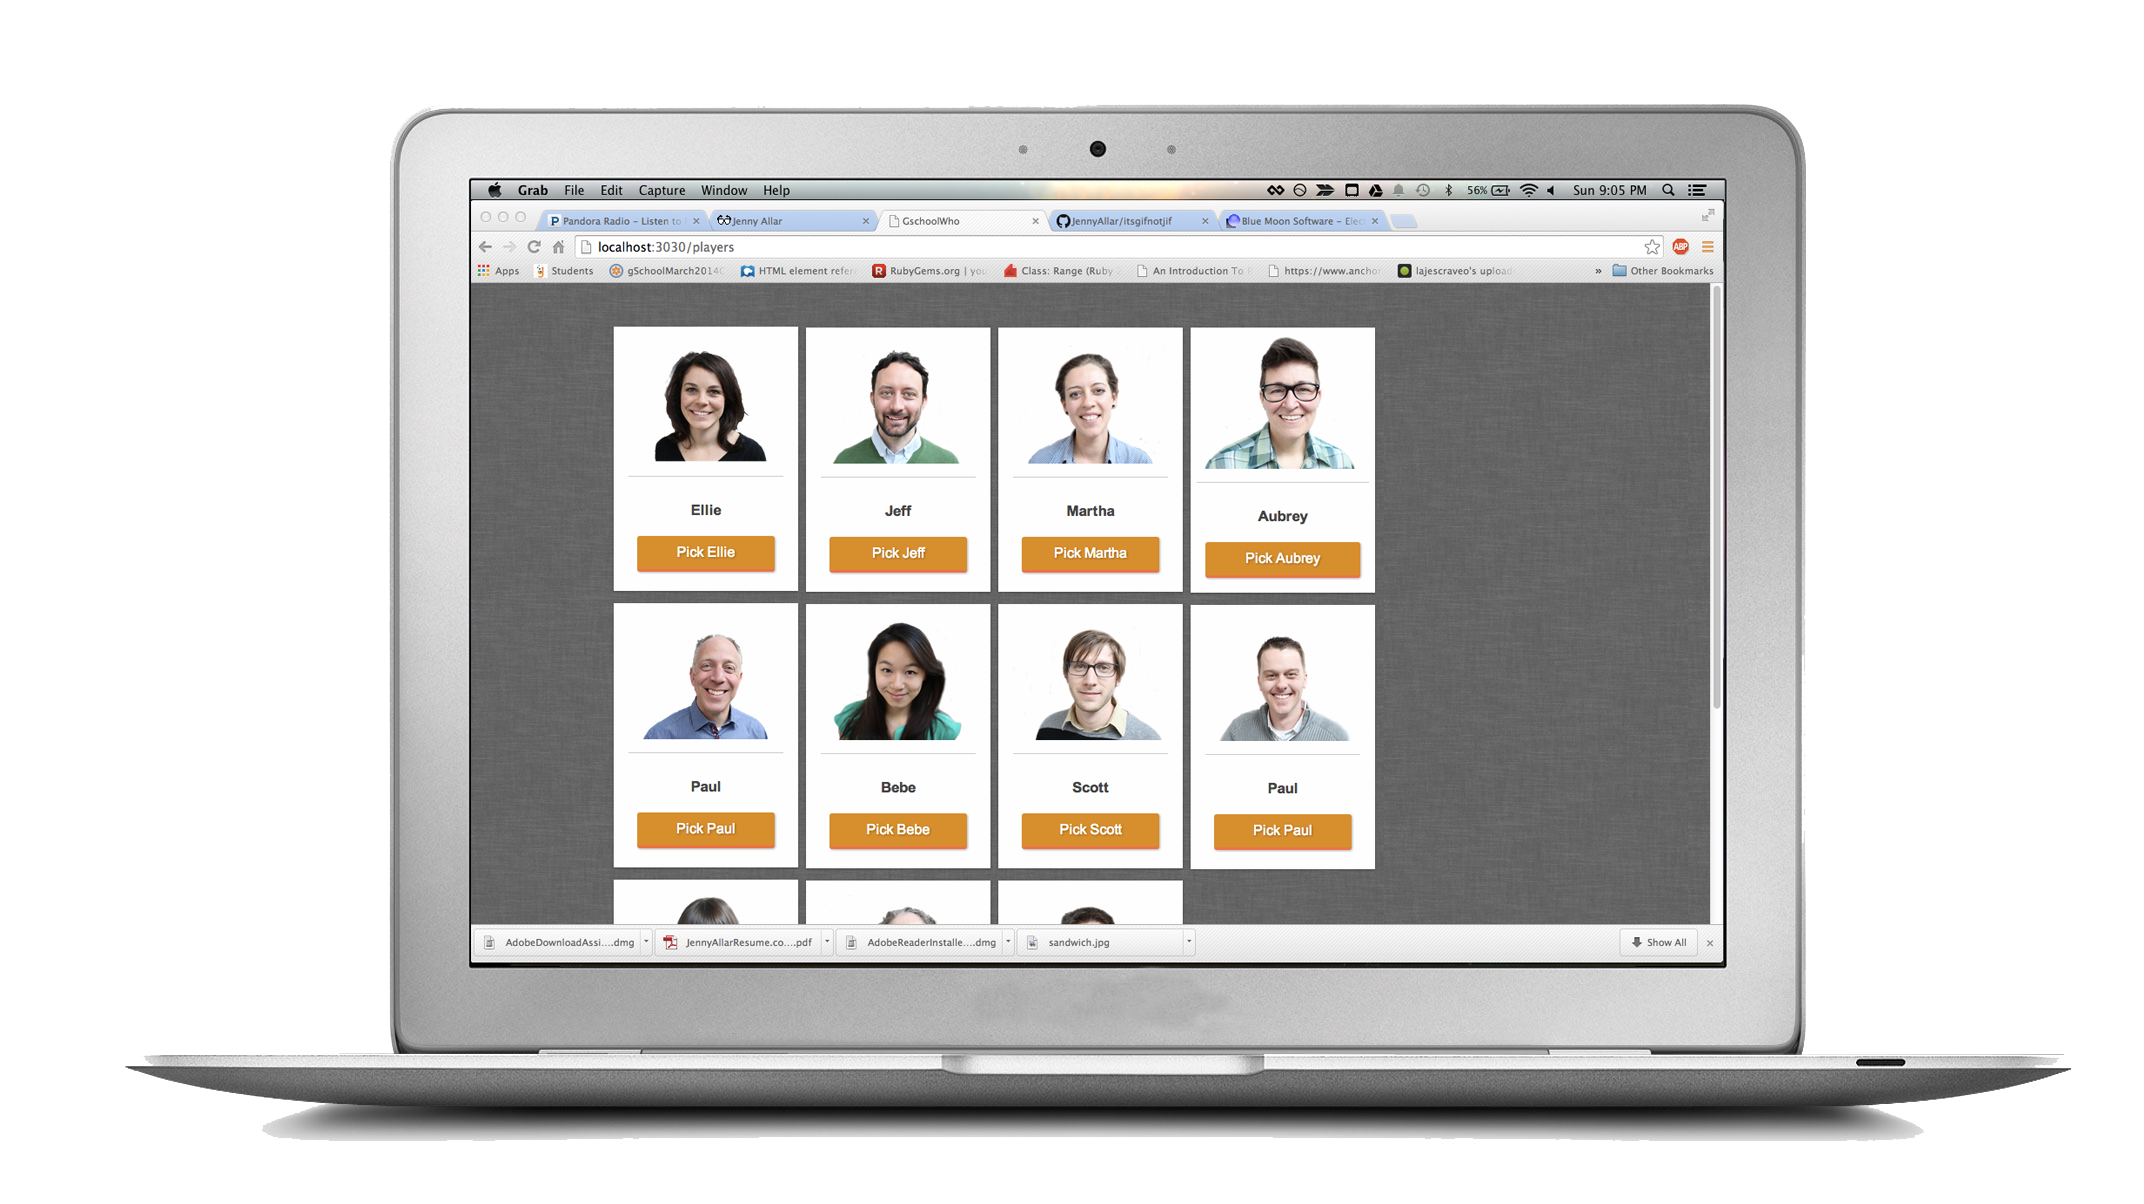 Grab File Edit Capture Window Help 56% Sun 9:05 PM
Pandora Radio – Listen to Jenny Allar GschoolWho JennyAllar/itsgifnotjif Blue Moon Software – Elec
localhost:3030/players ABP
Apps Students gSchoolMarch2014 HTML element refer R RubyGems.org | you Class: Range (Ruby An Introduction To https://www.anchor lajescraveo's upload » Other Bookmarks
Ellie Jeff Martha Aubrey
Pick Ellie Pick Jeff Pick Martha Pick Aubrey
Paul Bebe Scott Paul
Pick Paul Pick Bebe Pick Scott Pick Paul
AdobeDownloadAssi....dmg JennyAllarResume.co....pdf AdobeReaderInstalle....dmg sandwich.jpg Show All